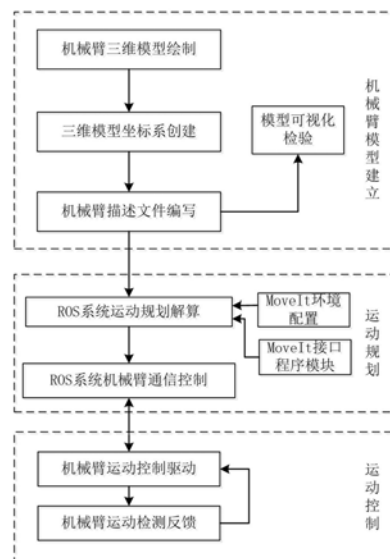 机械臂三维模型绘制
三维模型坐标系创建
模型可视化
检验
机械臂描述文件编写
机械臂模型建立
ROS系统运动规划解算
MoveIt环境
配置
MoveIt接口
程序模块
ROS系统机械臂通信控制
运动规划
机械臂运动控制驱动
机械臂运动检测反馈
运动控制